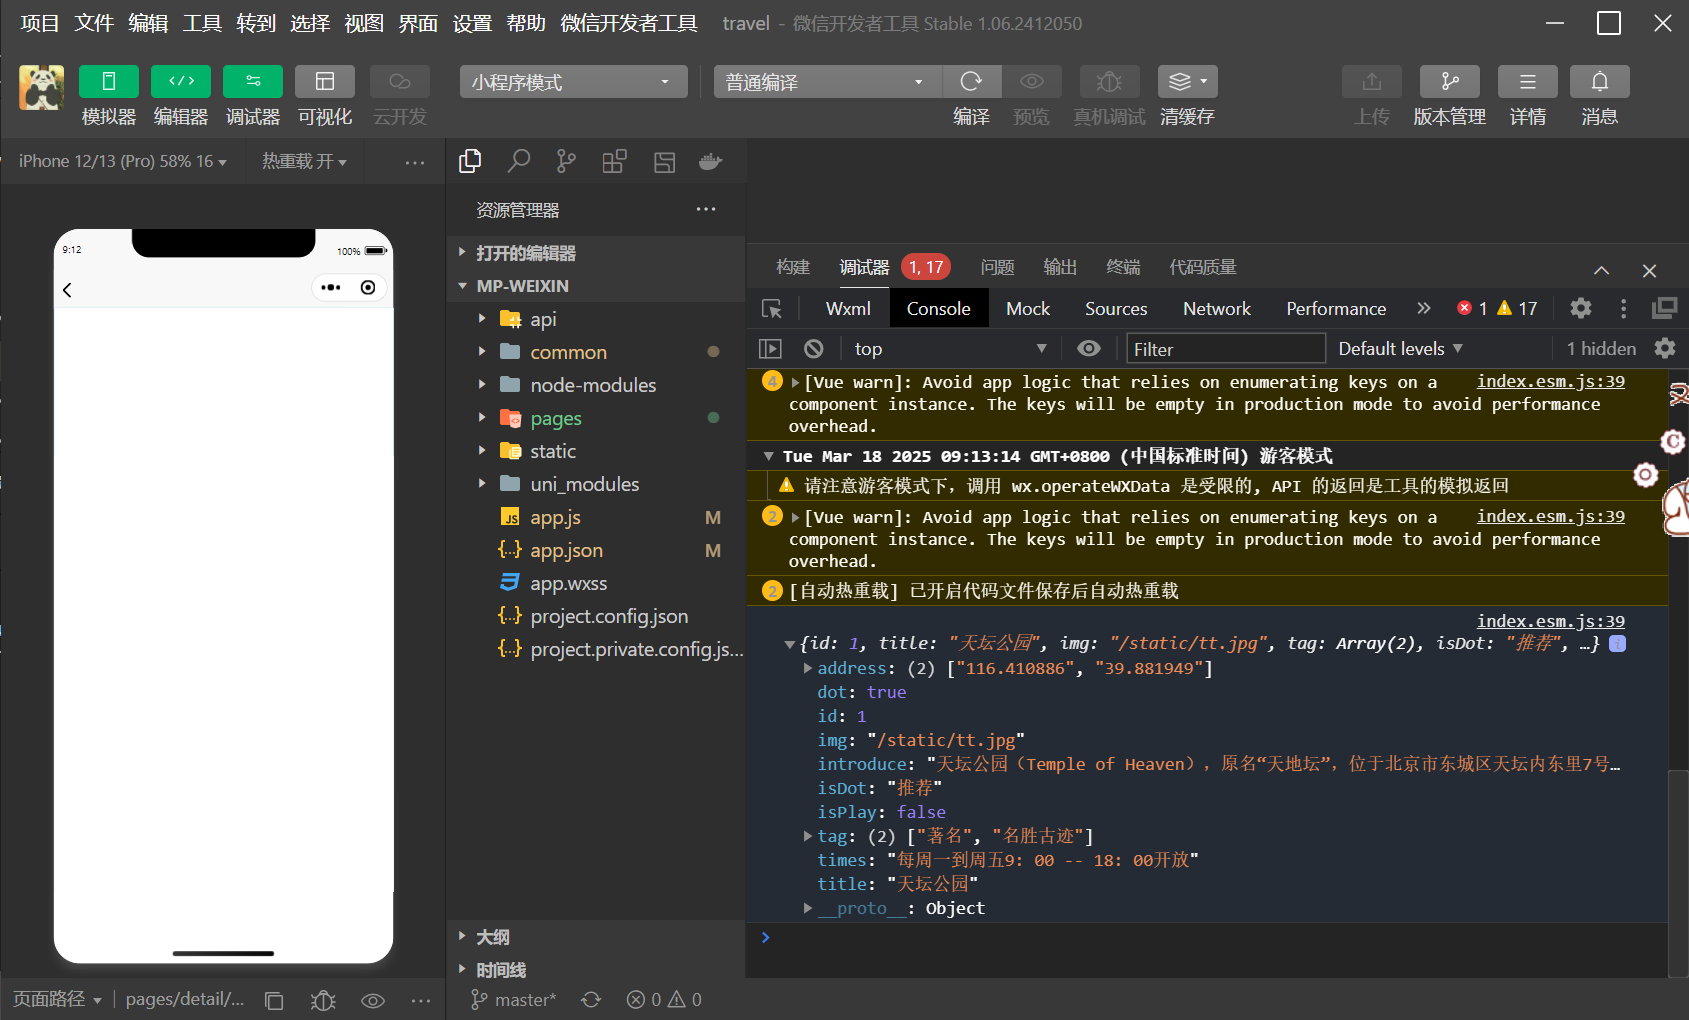 项目 文件 编辑 工具 转到 选择 视图 界面 设置 帮助 微信开发者工具 travel - 微信开发者工具 Stable 1.06.2412050
小程序模式 普通编译
模拟器 编辑器 调试器 可视化 云开发 编译 预览 真机调试 清缓存 上传 版本管理 详情 消息
iPhone 12/13 (Pro) 58% 16 热重载 开
9:12 100%
资源管理器
打开的编辑器
MP-WEIXIN
api
common
node-modules
pages
static
uni_modules
JS app.js M
{..} app.json M
app.wxss
{..} project.config.json
{..} project.private.config.js...
大纲
时间线
构建 调试器 1, 17 问题 输出 终端 代码质量
Wxml Console Mock Sources Network Performance » 1 17
top Filter Default levels 1 hidden
4 [Vue warn]: Avoid app logic that relies on enumerating keys on a index.esm.js:39
component instance. The keys will be empty in production mode to avoid performance
overhead.
Tue Mar 18 2025 09:13:14 GMT+0800 (中国标准时间) 游客模式
请注意游客模式下，调用 wx.operateWXData 是受限的, API 的返回是工具的模拟返回
2 [Vue warn]: Avoid app logic that relies on enumerating keys on a index.esm.js:39
component instance. The keys will be empty in production mode to avoid performance
overhead.
2 [自动热重载] 已开启代码文件保存后自动热重载
index.esm.js:39
{id: 1, title: "天坛公园", img: "/static/tt.jpg", tag: Array(2), isDot: "推荐", …} i
address: (2) ["116.410886", "39.881949"]
dot: true
id: 1
img: "/static/tt.jpg"
introduce: "天坛公园（Temple of Heaven），原名“天地坛”，位于北京市东城区天坛内东里7号…
isDot: "推荐"
isPlay: false
tag: (2) ["著名", "名胜古迹"]
times: "每周一到周五9：00 -- 18：00开放"
title: "天坛公园"
__proto__: Object
页面路径 pages/detail/... master* 0 0